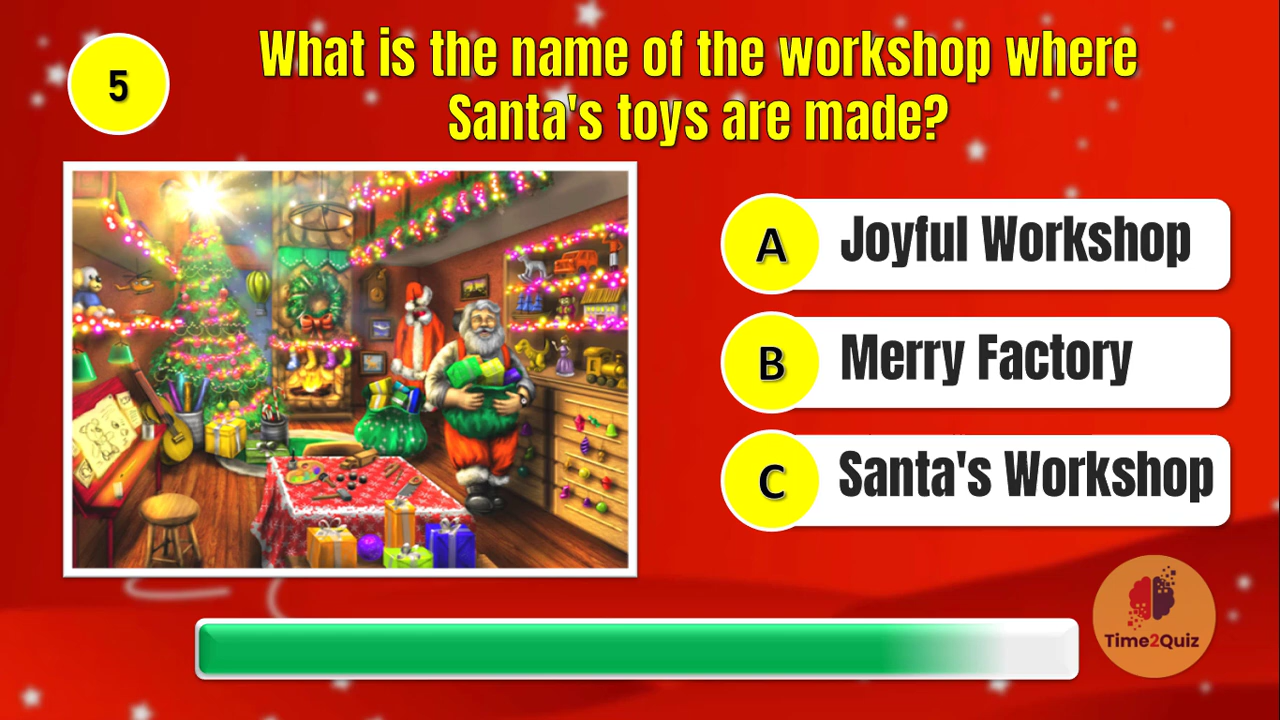 5
What is the name of the workshop where
Santa's toys are made?
A
Joyful Workshop
B
Merry Factory
C
Santa's Workshop
Time2Quiz